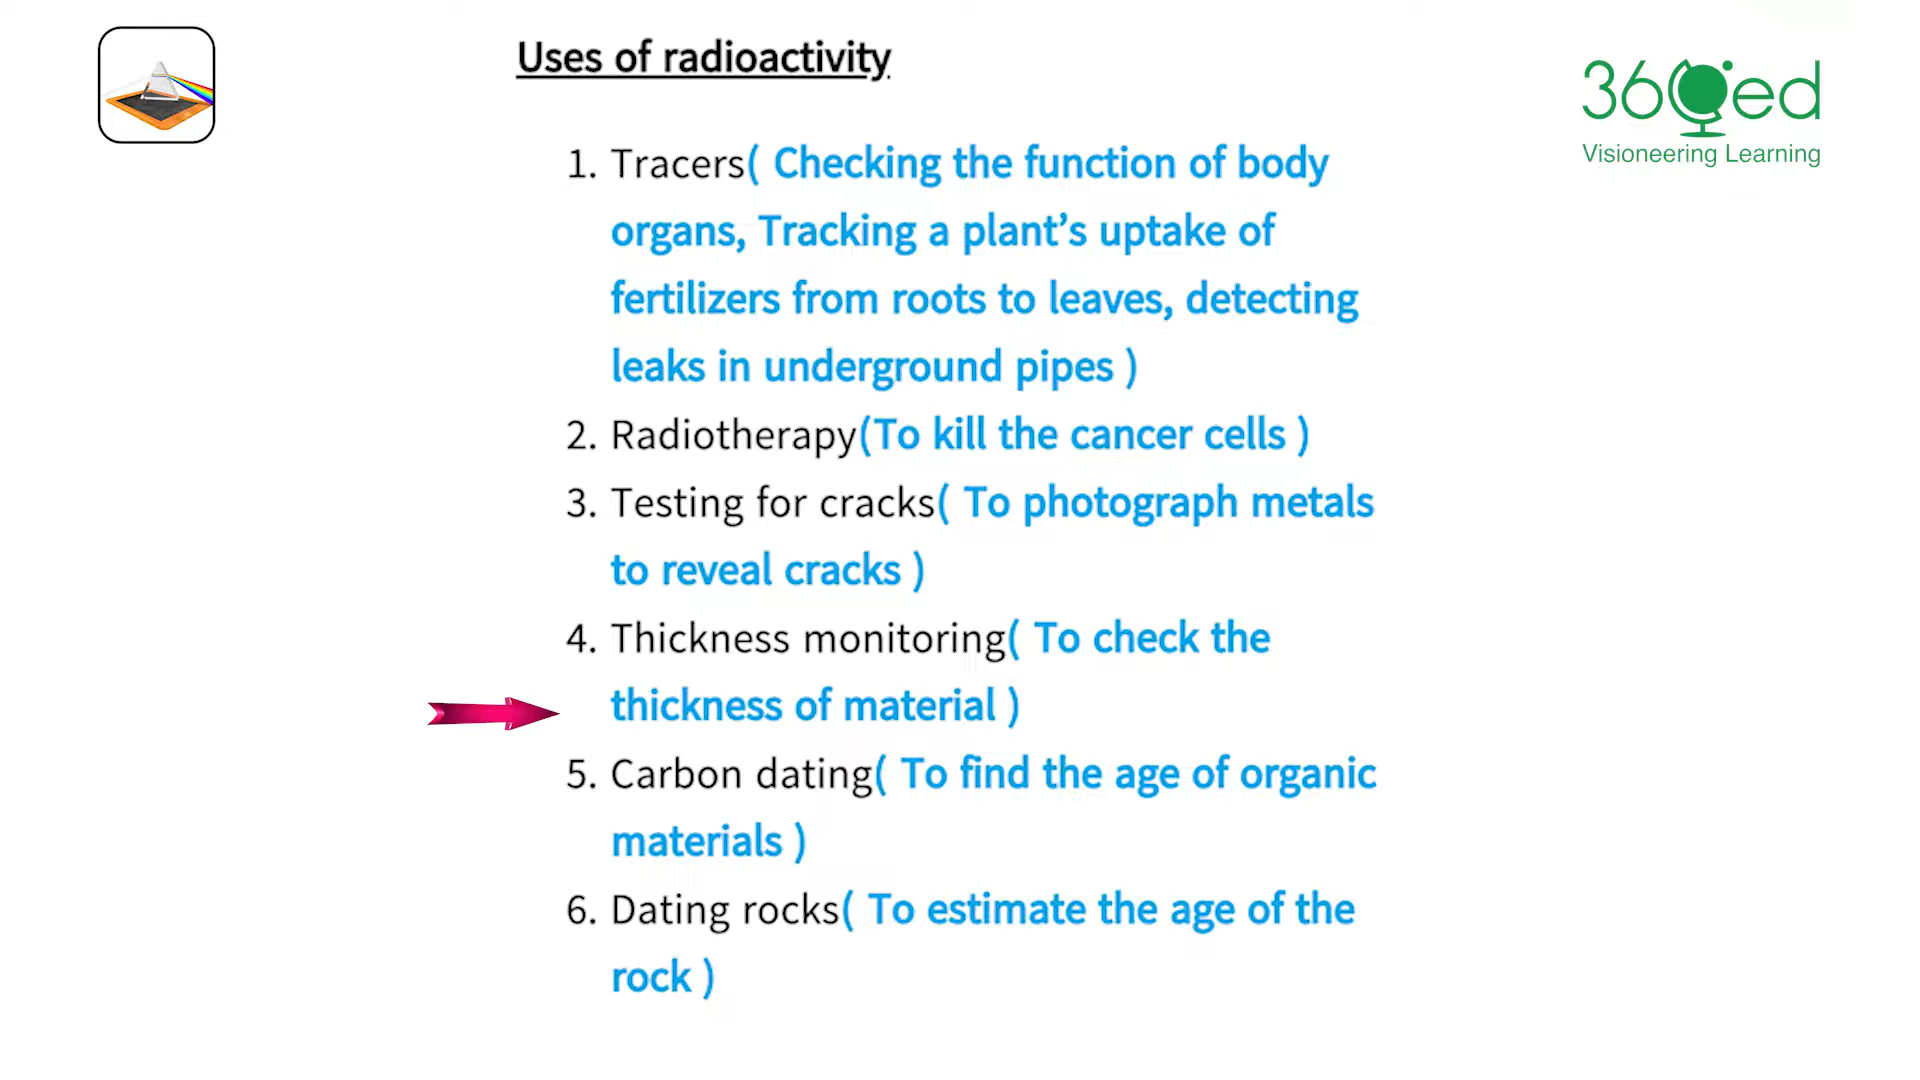 Uses of radioactivity
360ed
Visioneering Learning
1. Tracers( Checking the function of body
organs, Tracking a plant’s uptake of
fertilizers from roots to leaves, detecting
leaks in underground pipes )
2. Radiotherapy(To kill the cancer cells )
3. Testing for cracks( To photograph metals
to reveal cracks )
4. Thickness monitoring( To check the
thickness of material )
5. Carbon dating( To find the age of organic
materials )
6. Dating rocks( To estimate the age of the
rock )